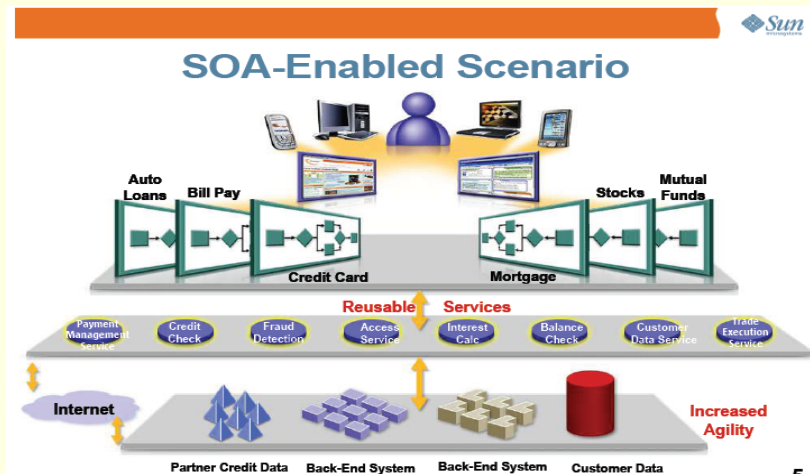 Sun
microsystems
SOA-Enabled Scenario
Auto
Loans
Bill Pay
Credit Card
Mortgage
Stocks
Mutual
Funds
Reusable Services
Payment
Management
Service
Credit
Check
Fraud
Detection
Access
Service
Interest
Calc
Balance
Check
Customer
Data Service
Trade
Execution
Service
Internet
Increased
Agility
Partner Credit Data
Back-End System
Back-End System
Customer Data
5